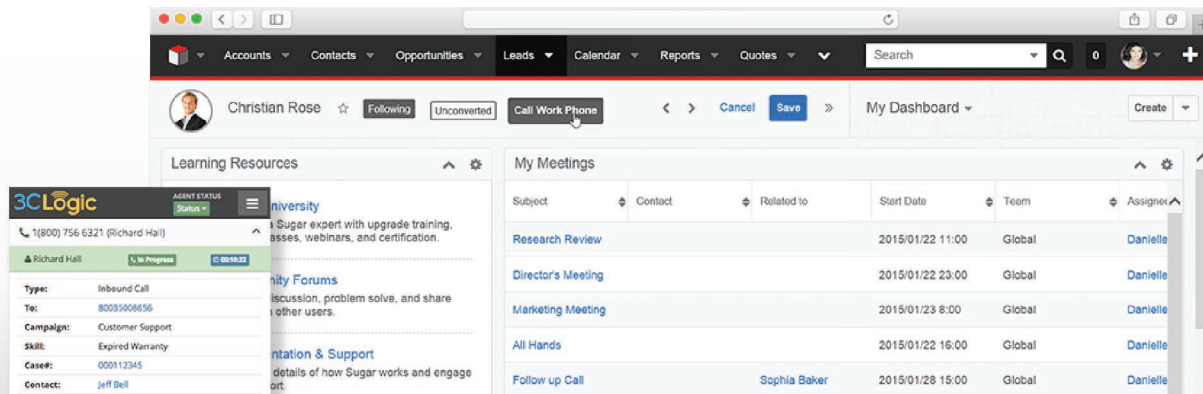 Accounts Contacts Opportunities Leads Calendar Reports Quotes Search 0
Christian Rose Following Unconverted Call Work Phone Cancel Save My Dashboard Create
Learning Resources
niversity
a Sugar expert with upgrade training,
asses, webinars, and certification.
nity Forums
iscussion, problem solve, and share
other users.
ntation & Support
details of how Sugar works and engage
ort
My Meetings
Subject Contact Related to Start Date Team Assigned
Research Review 2015/01/22 11:00 Global Danielle
Director's Meeting 2015/01/22 23:00 Global Danielle
Marketing Meeting 2015/01/23 8:00 Global Danielle
All Hands 2015/01/22 16:00 Global Danielle
Follow up Call Sophia Baker 2015/01/28 15:00 Global Danielle
3CLogic AGENT STATUS
Status
1(800) 756 6321 (Richard Hall)
Richard Hall In Progress 00:10:22
Type: Inbound Call
To: 80035008656
Campaign: Customer Support
Skill: Expired Warranty
Case#: 000112345
Contact: Jeff Bell